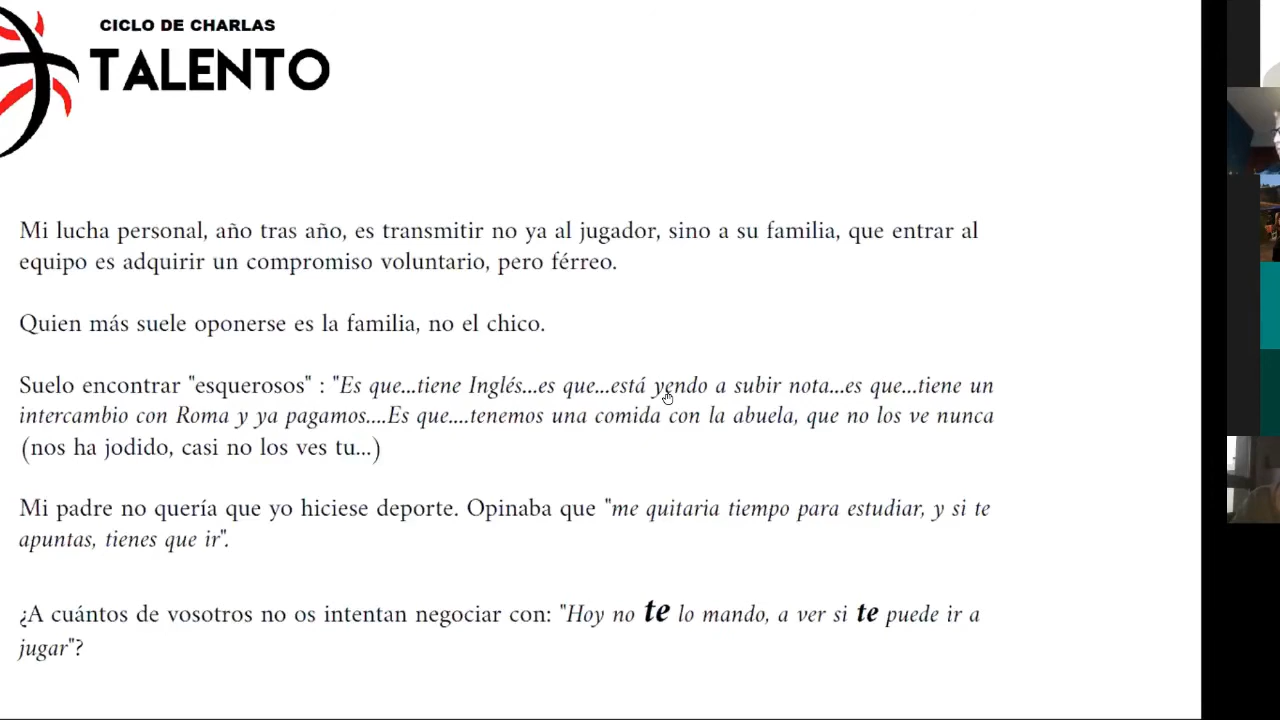 CICLO DE CHARLAS
TALENTO
Mi lucha personal, año tras año, es transmitir no ya al jugador, sino a su familia, que entrar al
equipo es adquirir un compromiso voluntario, pero férreo.
Quien más suele oponerse es la familia, no el chico.
Suelo encontrar "esquerosos" : "Es que...tiene Inglés...es que...está yendo a subir nota...es que...tiene un
intercambio con Roma y ya pagamos....Es que....tenemos una comida con la abuela, que no los ve nunca
(nos ha jodido, casi no los ves tu...)
Mi padre no quería que yo hiciese deporte. Opinaba que "me quitaria tiempo para estudiar, y si te
apuntas, tienes que ir".
¿A cuántos de vosotros no os intentan negociar con: "Hoy no te lo mando, a ver si te puede ir a
jugar"?